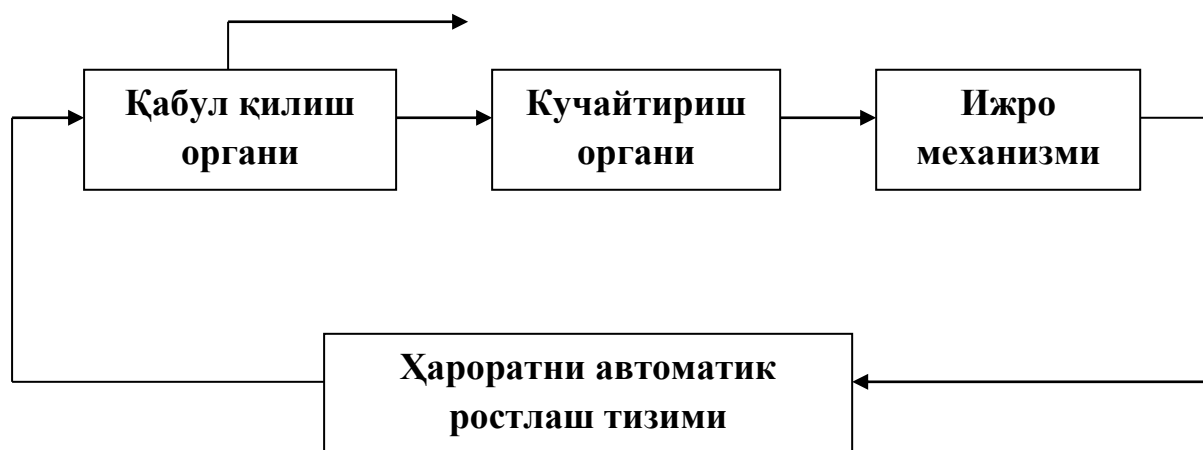 Қабул қилиш
органи
Кучайтириш
органи
Ижро
механизми
Ҳароратни автоматик
ростлаш тизими